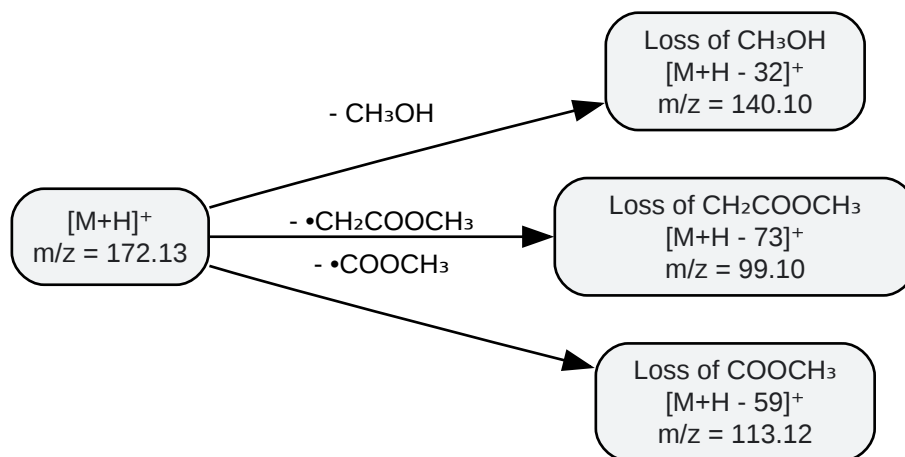 Loss of CH₃OH
[M+H - 32]⁺
m/z = 140.10
- CH₃OH
[M+H]⁺
m/z = 172.13
- •CH₂COOCH₃
- •COOCH₃
Loss of CH₂COOCH₃
[M+H - 73]⁺
m/z = 99.10
Loss of COOCH₃
[M+H - 59]⁺
m/z = 113.12